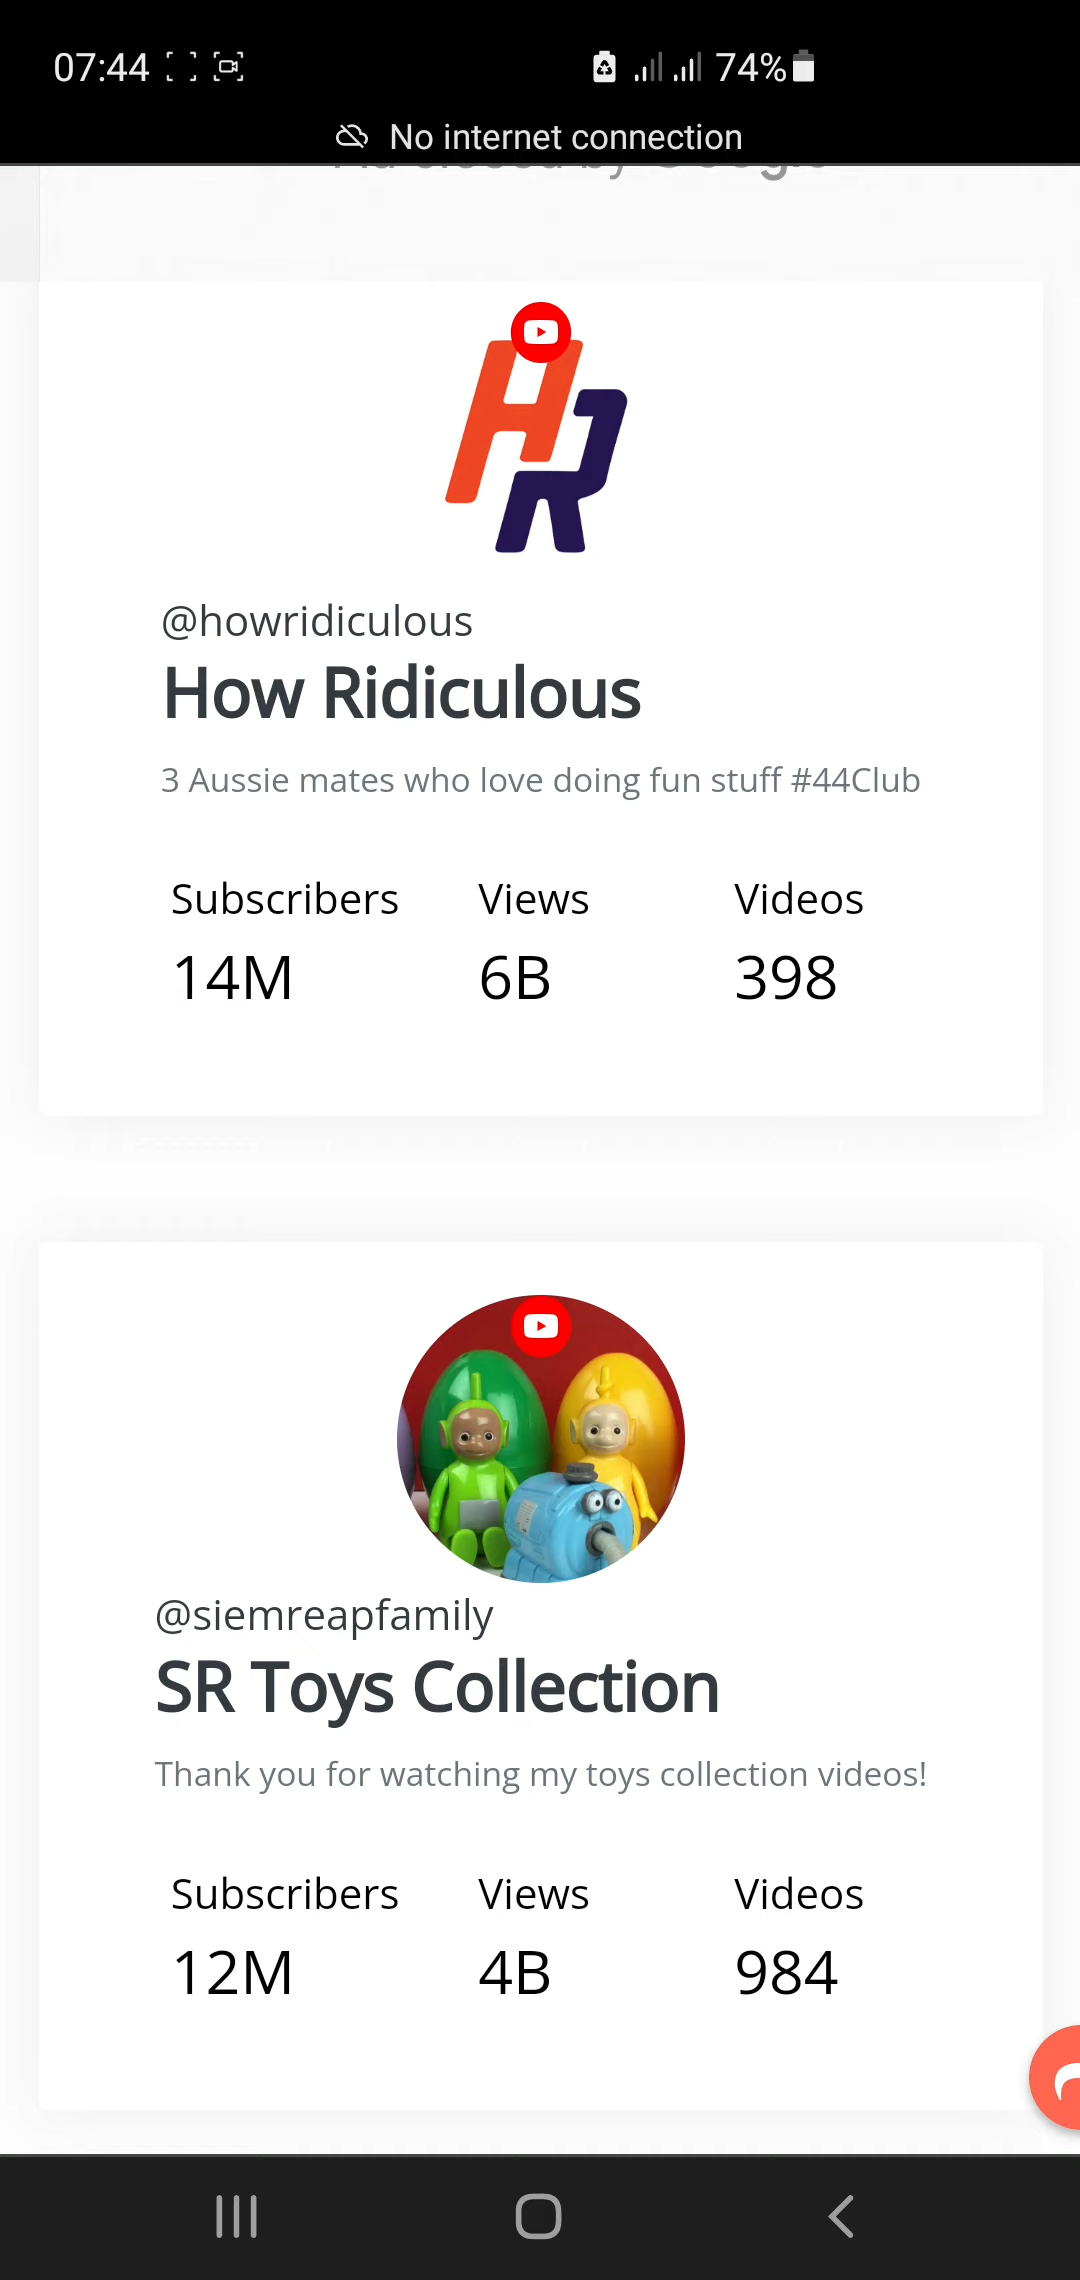 07:44 74%
No internet connection
@howridiculous
How Ridiculous
3 Aussie mates who love doing fun stuff #44Club
Subscribers Views Videos
14M 6B 398
@siemreapfamily
SR Toys Collection
Thank you for watching my toys collection videos!
Subscribers Views Videos
12M 4B 984